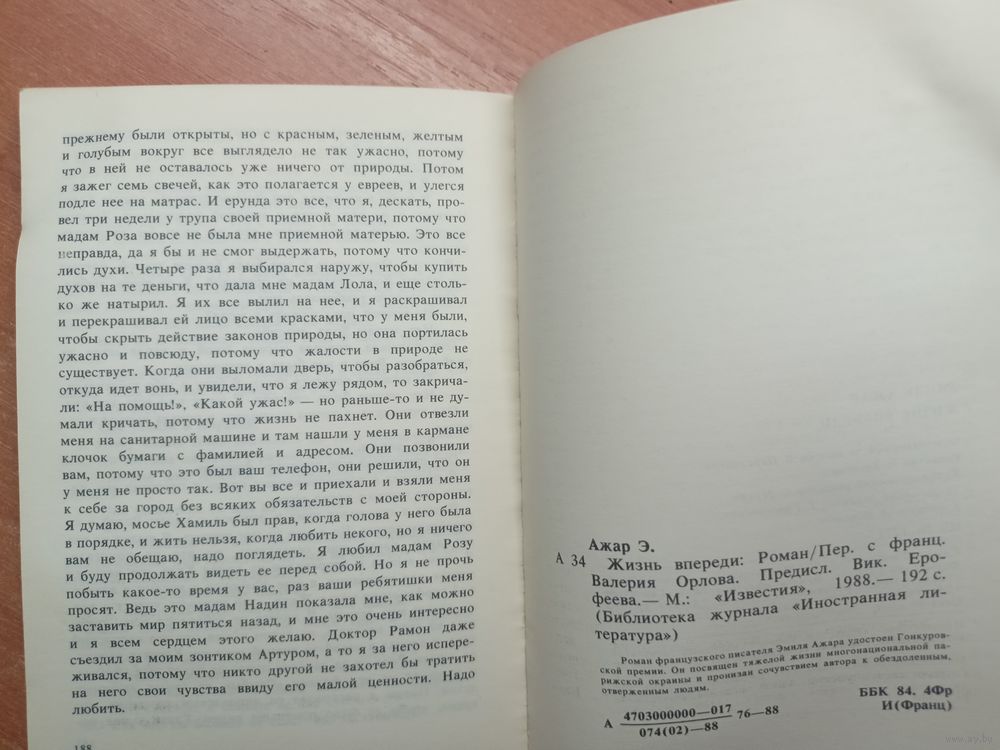 прежнему были открыты, но с красным, зеленым, желтым
и голубым вокруг все выглядело не так ужасно, потому
что в ней не оставалось уже ничего от природы. Потом
я зажег семь свечей, как это полагается у евреев, и улегся
подле нее на матрас. И ерунда это все, что я, дескать, про-
вел три недели у трупа своей приемной матери, потому что
мадам Роза вовсе не была мне приемной матерью. Это все
неправда, да я бы и не смог выдержать, потому что кончи-
лись духи. Четыре раза я выбирался наружу, чтобы купить
духов на те деньги, что дала мне мадам Лола, и еще столь-
ко же натырил. Я их все вылил на нее, и я раскрашивал
и перекрашивал ей лицо всеми красками, что у меня были,
чтобы скрыть действие законов природы, но она портилась
ужасно и повсюду, потому что жалости в природе не
существует. Когда они выломали дверь, чтобы разобраться,
откуда идет вонь, и увидели, что я лежу рядом, то закрича-
ли: «На помощь!», «Какой ужас!» — но раньше-то и не ду-
мали кричать, потому что жизнь не пахнет. Они отвезли
меня на санитарной машине и там нашли у меня в кармане
клочок бумаги с фамилией и адресом. Они позвонили
вам, потому что это был ваш телефон, они решили, что он
у меня не просто так. Вот вы все и приехали и взяли меня
к себе за город без всяких обязательств с моей стороны.
Я думаю, мосье Хамиль был прав, когда голова у него была
в порядке, и жить нельзя, когда любить некого, но я ничего
вам не обещаю, надо поглядеть. Я любил мадам Розу
и буду продолжать видеть ее перед собой. Но я не прочь
побыть какое-то время у вас, раз ваши ребятишки меня
просят. Ведь это мадам Надин показала мне, как можно
заставить мир пятиться назад, и мне это очень интересно
и я всем сердцем этого желаю. Доктор Рамон даже
съездил за моим зонтиком Артуром, а то я за него испере-
живался, потому что никто другой не захотел бы тратить
на него свои чувства ввиду его малой ценности. Надо
любить.
188
Ажар Э.
А 34 Жизнь впереди: Роман/Пер. с франц.
Валерия Орлова. Предисл. Вик. Еро-
феева.— М.: «Известия», 1988.— 192 с.
(Библиотека журнала «Иностранная ли-
тература»)
Роман французского писателя Эмиля Ажара удостоен Гонкуров-
ской премии. Он посвящен тяжелой жизни многонациональной па-
рижской окраины и пронизан сочувствием автора к обездоленным,
отверженным людям.
А 4703000000—017 76—88
074(02)—88
ББК 84. 4Фр
И(Франц)
www.ay.by